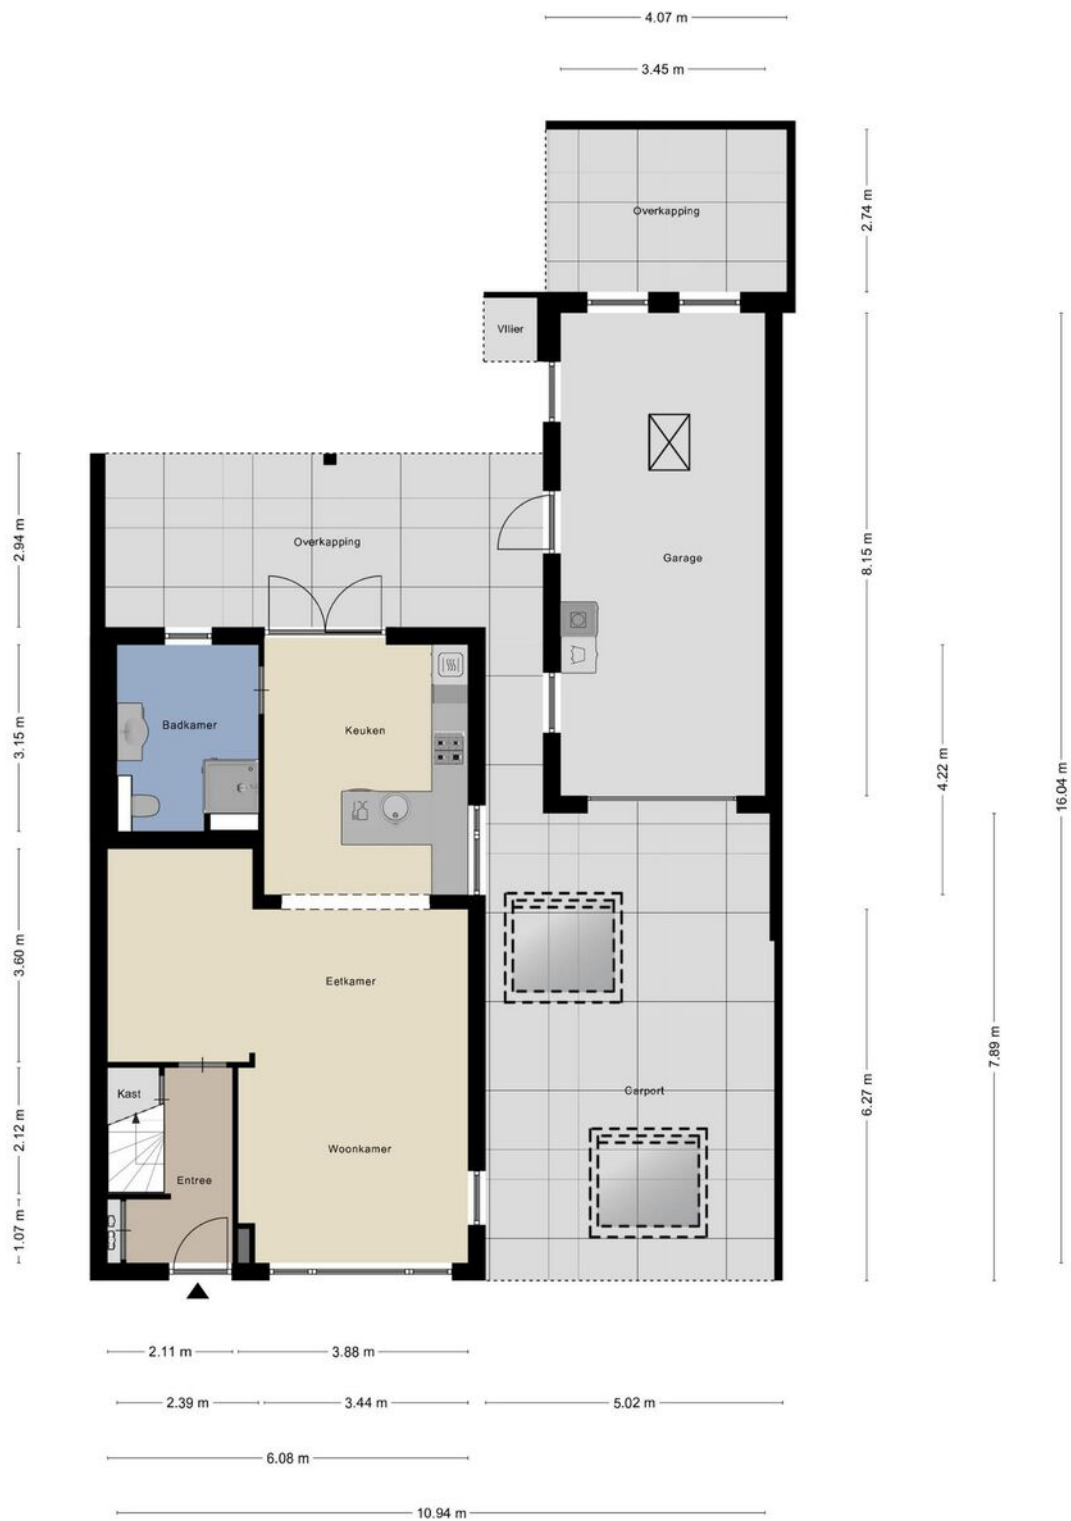 4.07 m
3.45 m
Overkapping
2.74 m
Vllier
2.94 m
Overkapping
Garage
8.15 m
3.15 m
Badkamer
Keuken
4.22 m
16.04 m
3.60 m
Eetkamer
7.89 m
Kast
Carport
6.27 m
2.12 m
Woonkamer
Entree
1.07 m
2.11 m
3.88 m
2.39 m
3.44 m
5.02 m
6.08 m
10.94 m